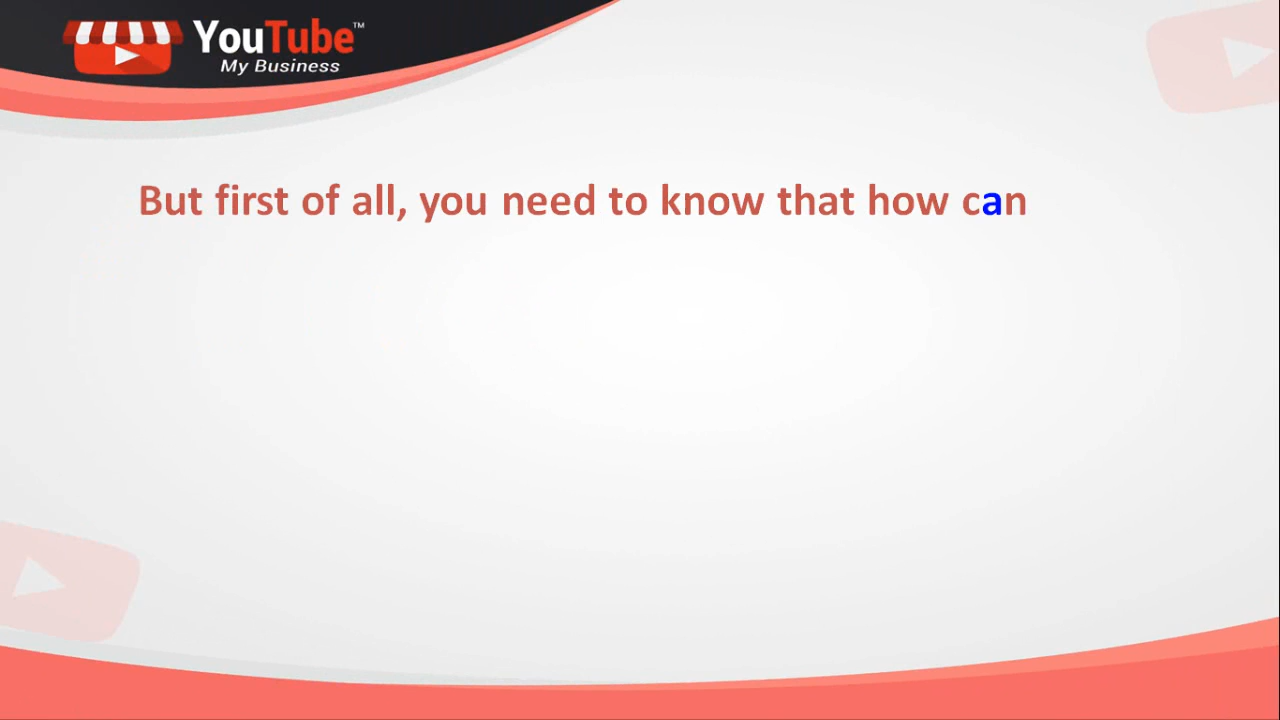 YouTube™
My Business
But first of all, you need to know that how can